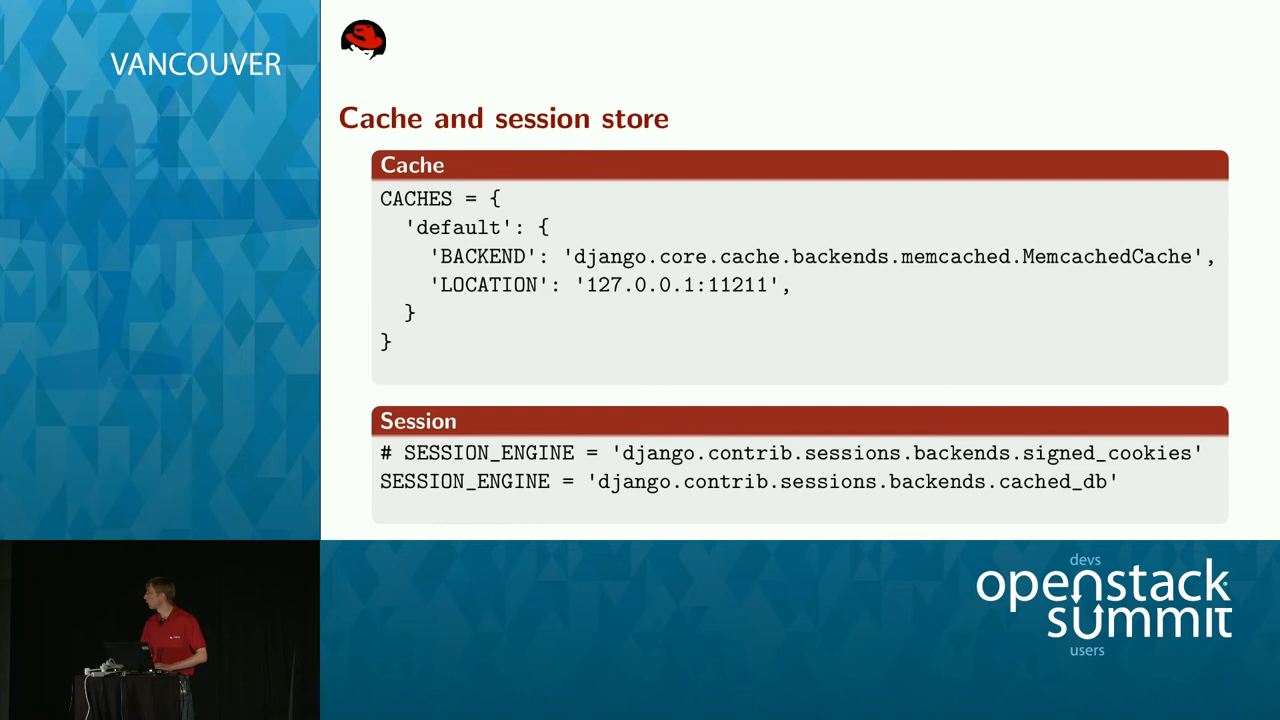 VANCOUVER
Cache and session store
Cache
CACHES = {
'default': {
'BACKEND': 'django.core.cache.backends.memcached.MemcachedCache',
'LOCATION': '127.0.0.1:11211',
}
}
Session
# SESSION_ENGINE = 'django.contrib.sessions.backends.signed_cookies'
SESSION_ENGINE = 'django.contrib.sessions.backends.cached_db'
devs
openstack
summit
users